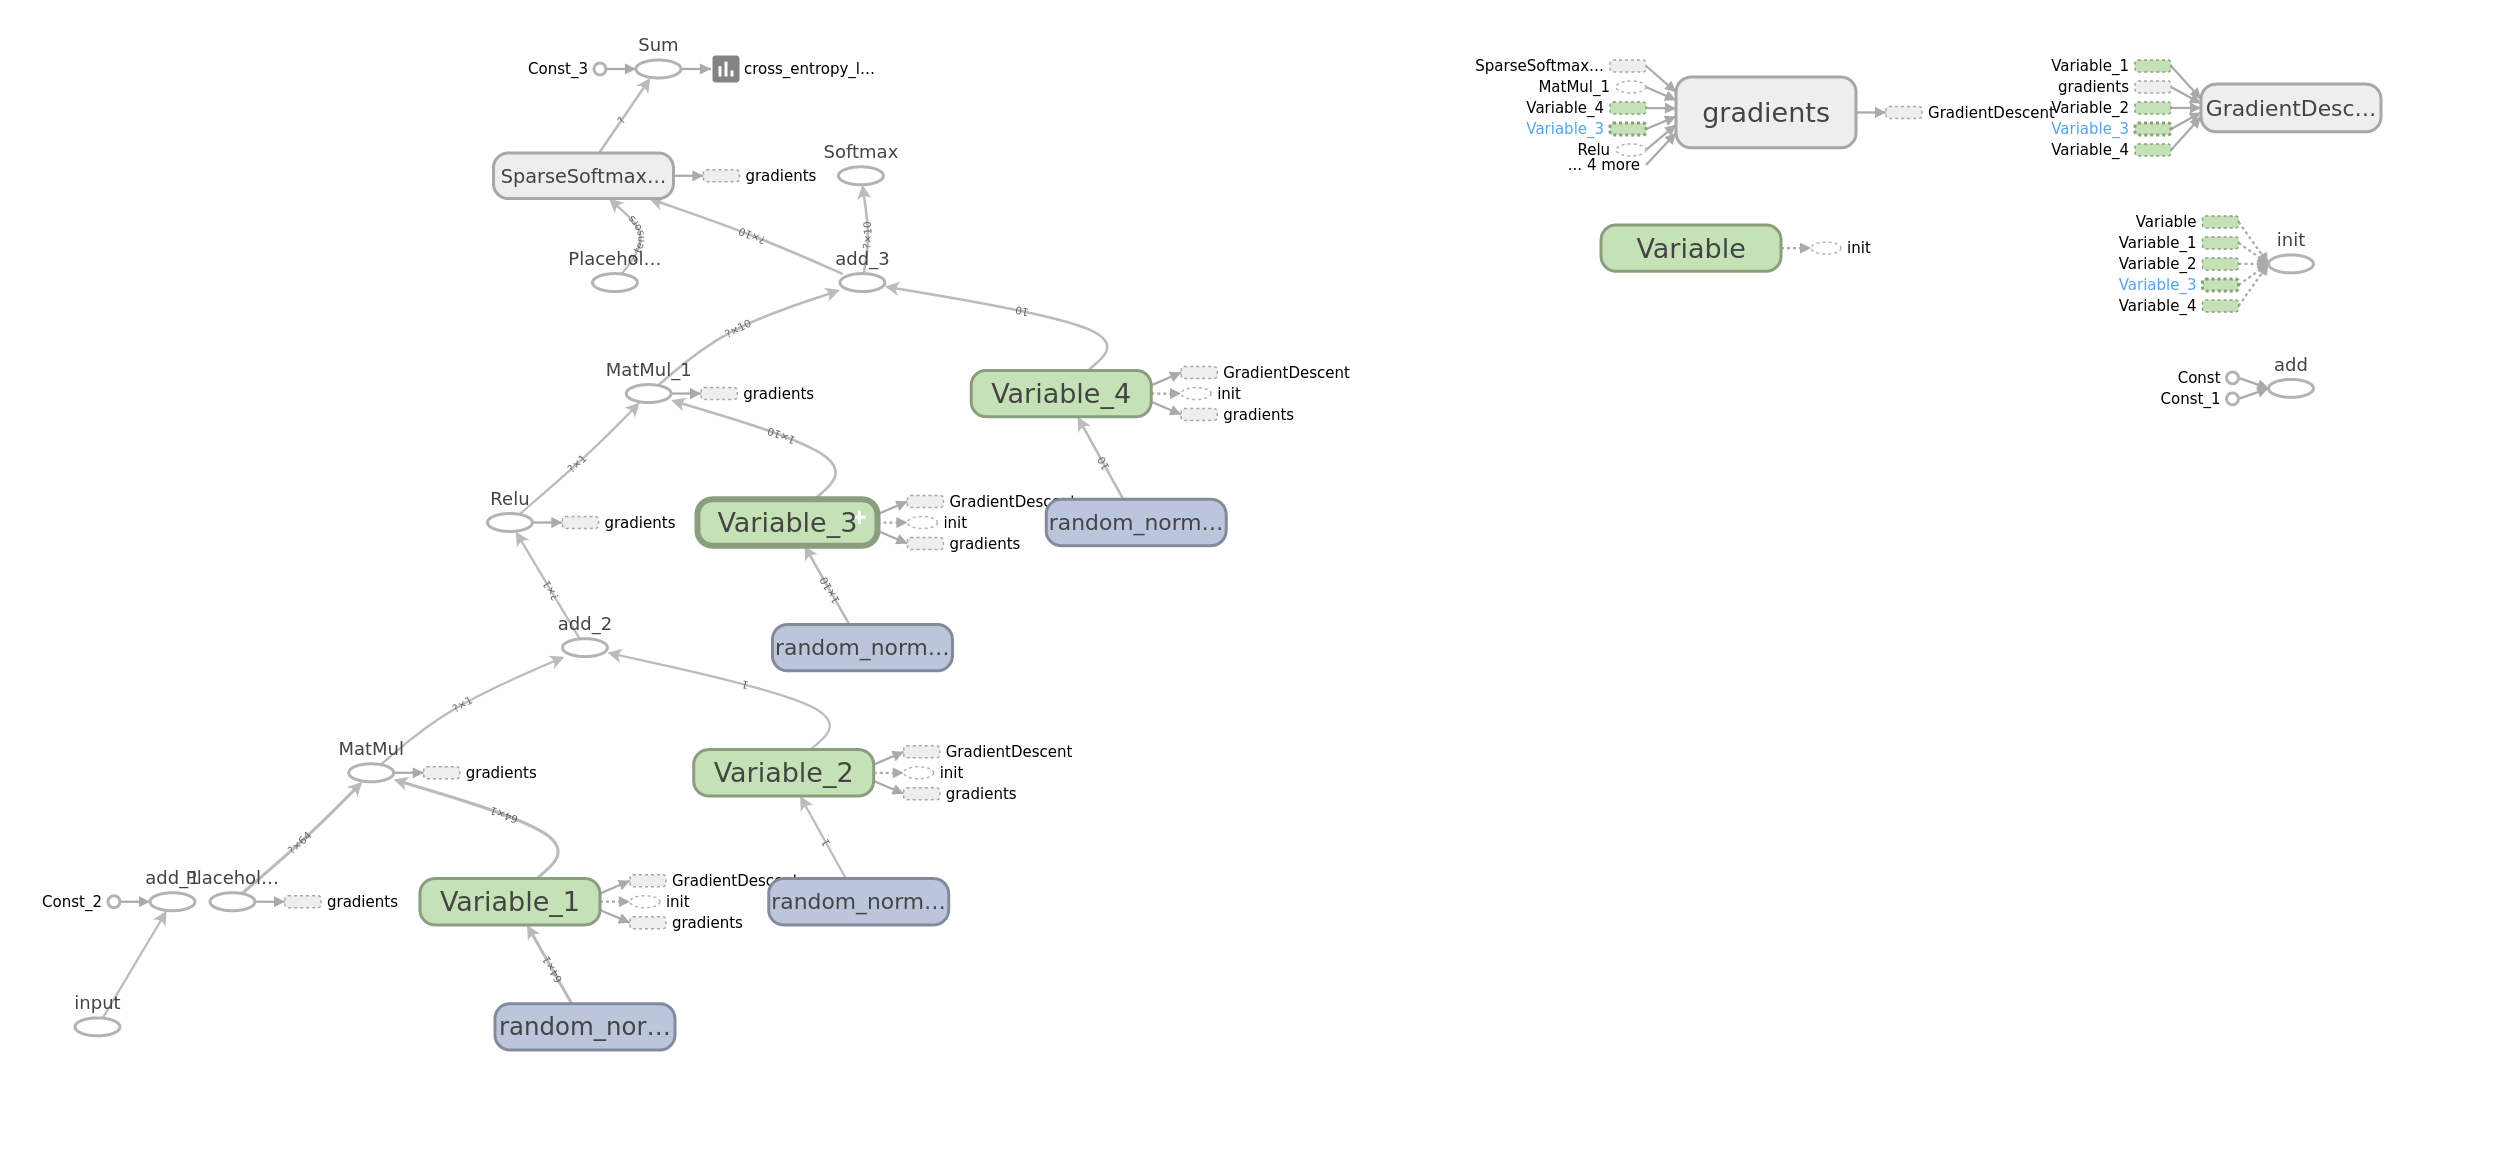 Sum
Const_3
cross_entropy_l...
?
Softmax
SparseSoftmax...
gradients
?×10
?×10
Placehol...
add_3
?×10
10
MatMul_1
gradients
Variable_4
GradientDescent
init
gradients
1×10
10
?×1
Relu
gradients
Variable_3
GradientDescent
init
gradients
random_norm...
1×10
?×1
add_2
random_norm...
1
?×1
MatMul
gradients
Variable_2
GradientDescent
init
gradients
64×1
1
?×64
Const_2
add_1
Placehol...
gradients
Variable_1
GradientDesc
init
gradients
random_norm...
64×1
input
random_nor...
SparseSoftmax...
MatMul_1
Variable_4
Variable_3
Relu
... 4 more
gradients
GradientDescent
Variable_1
gradients
Variable_2
Variable_3
Variable_4
GradientDesc...
Variable
init
Variable
Variable_1
Variable_2
Variable_3
Variable_4
init
Const
Const_1
add